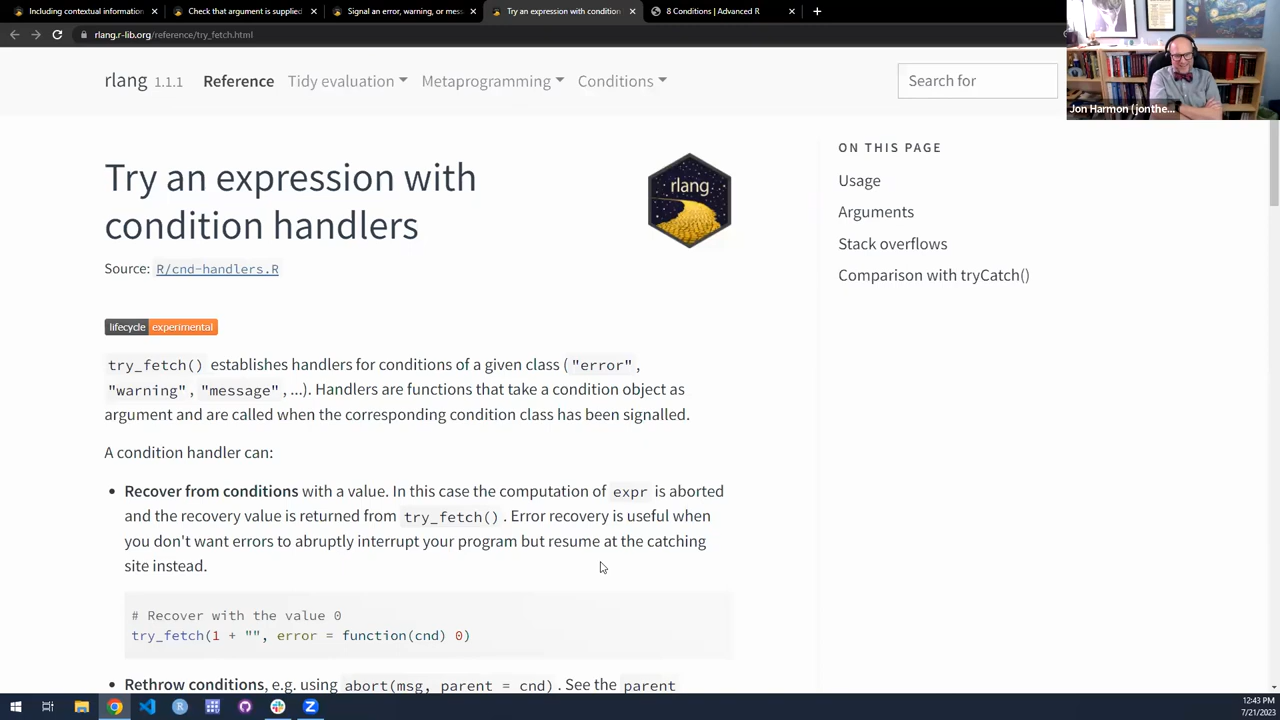 Including contextual informatio
Check that argument is supplied
Signal an error, warning, or mes
Try an expression with condition
8 Conditions | Advanced R
rlang.r-lib.org/reference/try_fetch.html
rlang 1.1.1 Reference Tidy evaluation Metaprogramming Conditions
Search for
Jon Harmon (jonthe...
Try an expression with
condition handlers
rlang
Source: R/cnd-handlers.R
lifecycle experimental
try_fetch() establishes handlers for conditions of a given class ("error",
"warning", "message", ...). Handlers are functions that take a condition object as
argument and are called when the corresponding condition class has been signalled.
A condition handler can:
• Recover from conditions with a value. In this case the computation of expr is aborted
and the recovery value is returned from try_fetch(). Error recovery is useful when
you don't want errors to abruptly interrupt your program but resume at the catching
site instead.
# Recover with the value 0
try_fetch(1 + "", error = function(cnd) 0)
• Rethrow conditions, e.g. using abort(msg, parent = cnd). See the parent
ON THIS PAGE
Usage
Arguments
Stack overflows
Comparison with tryCatch()
12:43 PM
7/21/2023